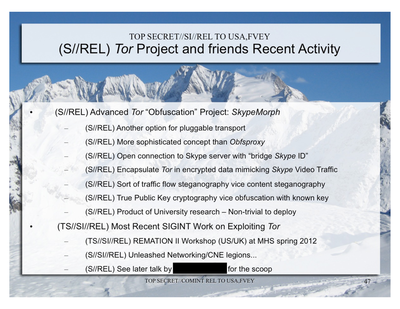 TOP SECRET//SI//REL TO USA,FVEY
(S//REL) Tor Project and friends Recent Activity
• (S//REL) Advanced Tor “Obfuscation” Project: SkypeMorph
– (S//REL) Another option for pluggable transport
– (S//REL) More sophisticated concept than Obfsproxy
– (S//REL) Open connection to Skype server with “bridge Skype ID”
– (S//REL) Encapsulate Tor in encrypted data mimicking Skype Video Traffic
– (S//REL) Sort of traffic flow steganography vice content steganography
– (S//REL) True Public Key cryptography vice obfuscation with known key
– (S//REL) Product of University research – Non-trivial to deploy
• (TS//SI//REL) Most Recent SIGINT Work on Exploiting Tor
– (TS//SI//REL) REMATION II Workshop (US/UK) at MHS spring 2012
– (S//SI//REL) Unleashed Networking/CNE legions...
– (S//REL) See later talk by for the scoop
TOP SECRET//COMINT REL TO USA,FVEY
47